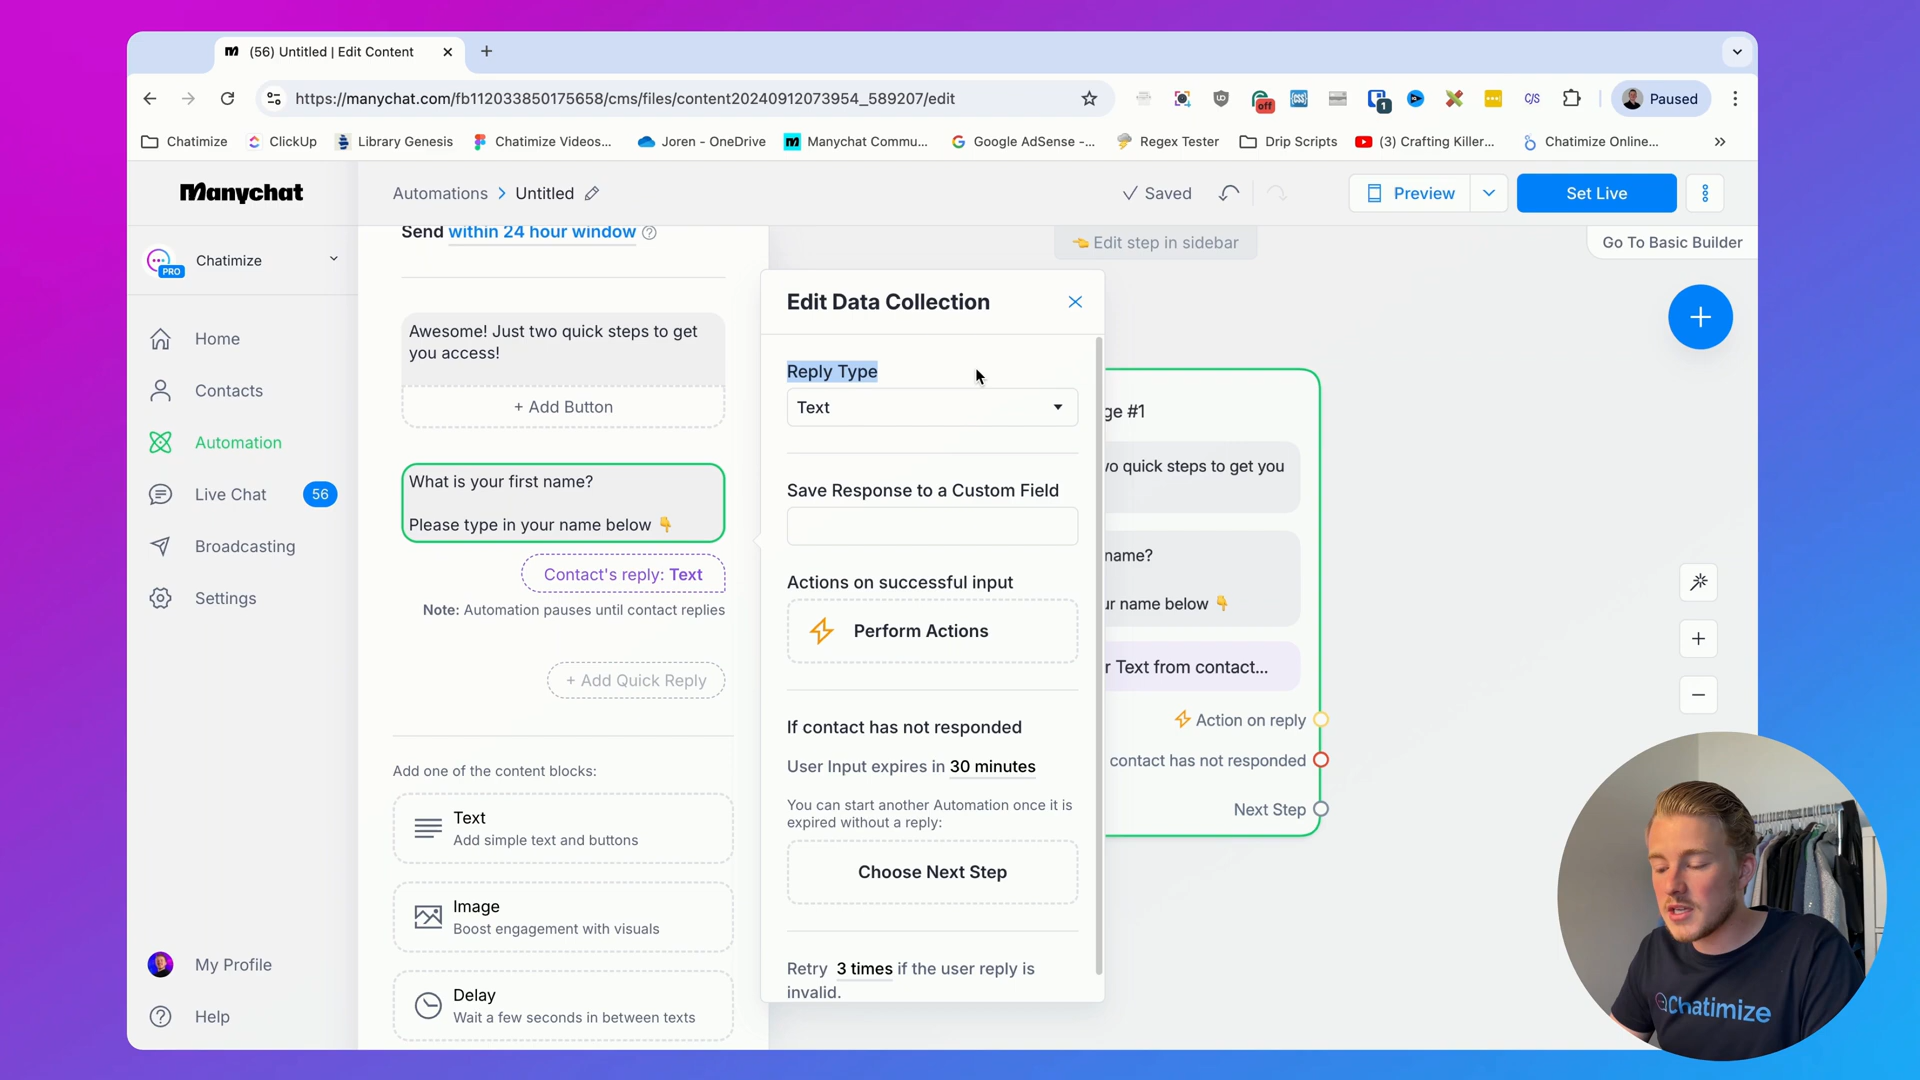 (56) Untitled | Edit Content
https://manychat.com/fb112033850175658/cms/files/content20240912073954_589207/edit
off
CSS
1
C/S
Paused
Chatimize
ClickUp
Library Genesis
Chatimize Videos...
Joren - OneDrive
Manychat Commu...
Google AdSense -...
Regex Tester
Drip Scripts
(3) Crafting Killer...
Chatimize Online...
Manychat
Automations > Untitled
Saved
Preview
Set Live
PRO
Chatimize
Home
Contacts
Automation
Live Chat
56
Broadcasting
Settings
My Profile
Help
Send within 24 hour window
Awesome! Just two quick steps to get
you access!
+ Add Button
What is your first name?
Please type in your name below 👇
Contact's reply: Text
Note: Automation pauses until contact replies
+ Add Quick Reply
Add one of the content blocks:
Text
Add simple text and buttons
Image
Boost engagement with visuals
Delay
Wait a few seconds in between texts
👈 Edit step in sidebar
Go To Basic Builder
Edit Data Collection
Reply Type
Text
Save Response to a Custom Field
Actions on successful input
Perform Actions
If contact has not responded
User Input expires in 30 minutes
You can start another Automation once it is
expired without a reply:
Choose Next Step
Retry 3 times if the user reply is
invalid.
ge #1
vo quick steps to get you
name?
ur name below 👇
r Text from contact...
Action on reply
contact has not responded
Next Step
Chatimize